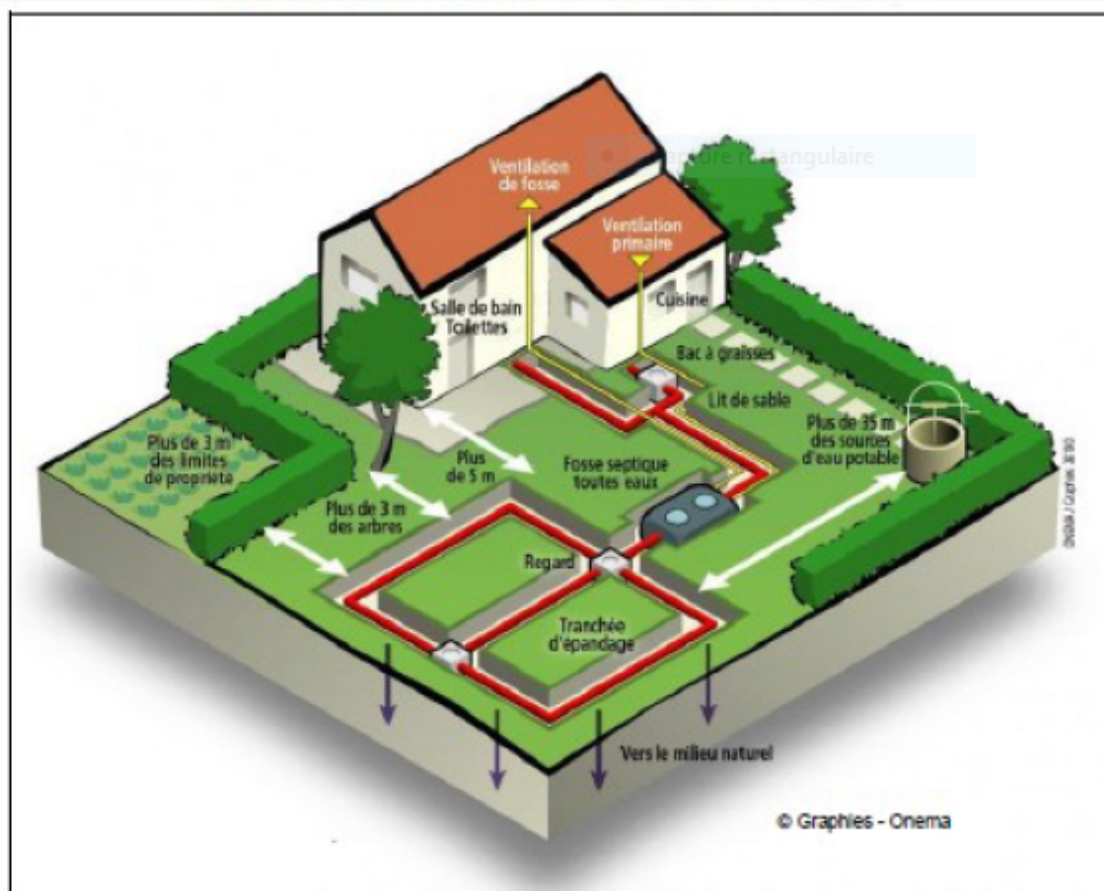 Ventilation
de fosse
Ventilation
primaire
Cuisine
Salle de bain
Toilettes
Bac à graisses
Lit de sable
Plus de 35 m
des sources
d'eau potable
Plus de 3 m
des limites
de propriété
Plus
de 5 m
Fosse septique
toutes eaux
Plus de 3 m
des arbres
Regard
Tranchée
d'épandage
Vers le milieu naturel
© Graphies - Onema
rectangulaire